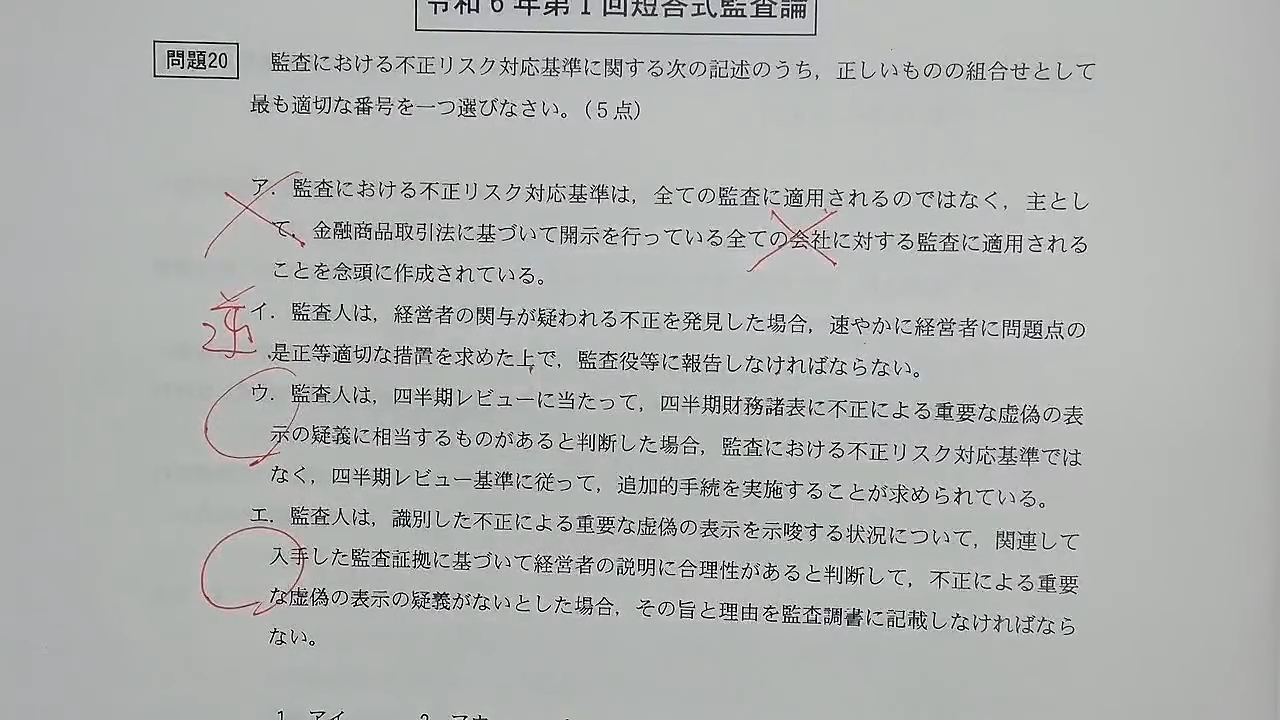 令和6年第1回短答式監査論
問題20 監査における不正リスク対応基準に関する次の記述のうち，正しいものの組合せとして
最も適切な番号を一つ選びなさい。（5点）
ア．監査における不正リスク対応基準は，全ての監査に適用されるのではなく，主とし
て，金融商品取引法に基づいて開示を行っている全ての会社に対する監査に適用される
ことを念頭に作成されている。
イ．監査人は，経営者の関与が疑われる不正を発見した場合，速やかに経営者に問題点の
是正等適切な措置を求めた上で，監査役等に報告しなければならない。
逆
ウ．監査人は，四半期レビューに当たって，四半期財務諸表に不正による重要な虚偽の表
示の疑義に相当するものがあると判断した場合，監査における不正リスク対応基準では
なく，四半期レビュー基準に従って，追加的手続を実施することが求められている。
エ．監査人は，識別した不正による重要な虚偽の表示を示唆する状況について，関連して
入手した監査証拠に基づいて経営者の説明に合理性があると判断して，不正による重要
な虚偽の表示の疑義がないとした場合，その旨と理由を監査調書に記載しなければなら
ない。
1．アイ 2．アウ